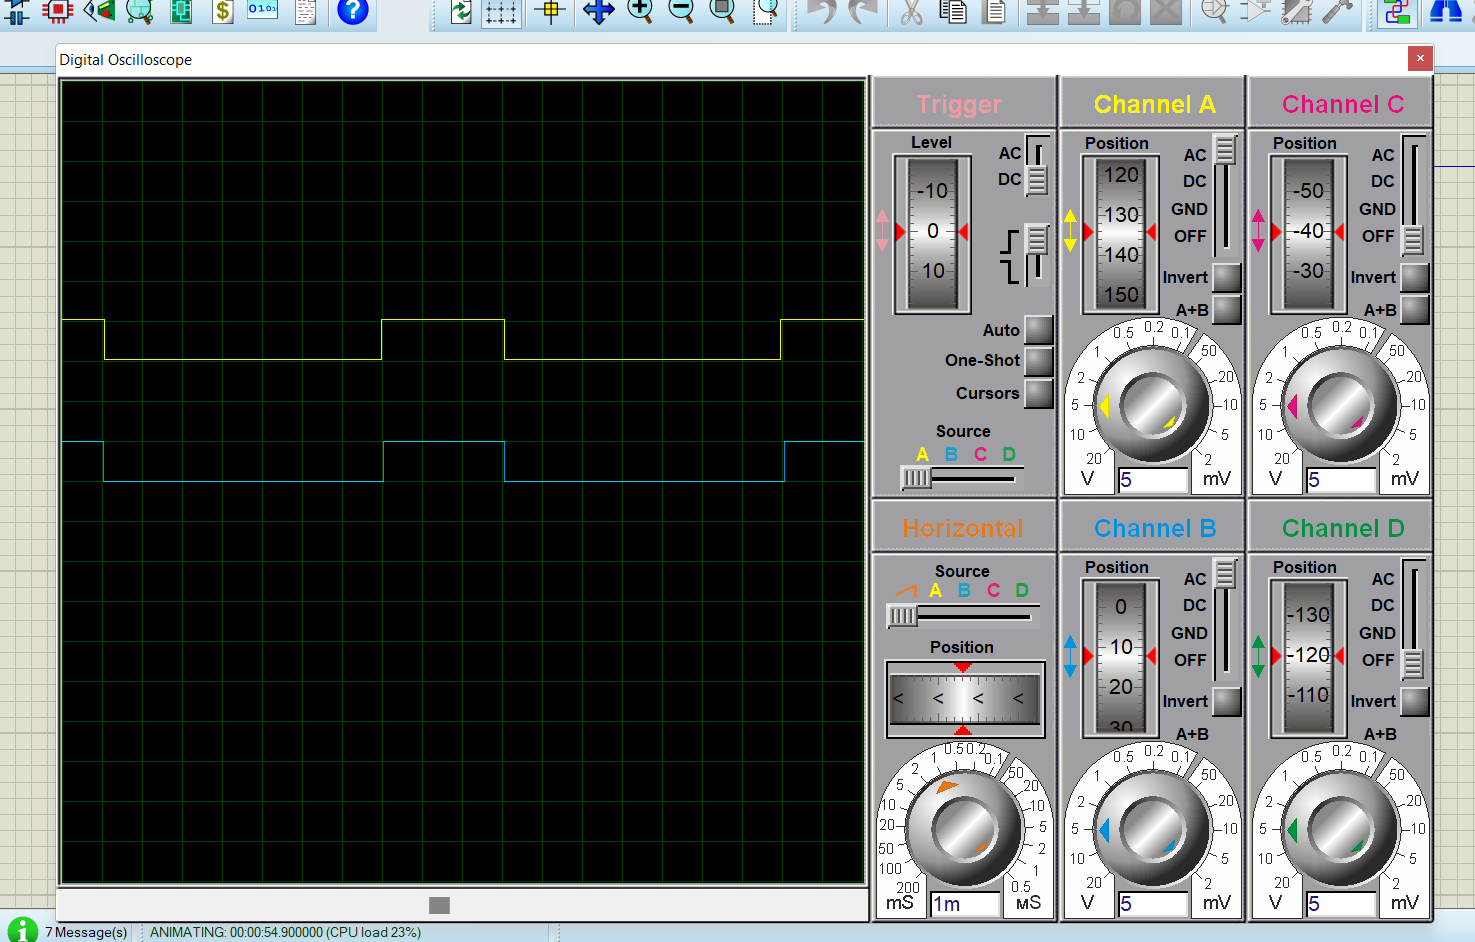 $
0101
?
Digital Oscilloscope
×
Trigger
Level
AC
DC
-10
0
10
Auto
One-Shot
Cursors
Source
A B C D
Channel A
Position
AC
DC
GND
OFF
120
130
140
150
Invert
A+B
20
10
5
2
1
0.5
0.2
0.1
50
20
10
5
2
V
5
mV
Channel C
Position
AC
DC
GND
OFF
-50
-40
-30
Invert
A+B
20
10
5
2
1
0.5
0.2
0.1
50
20
10
5
2
V
5
mV
Horizontal
Source
A B C D
Position
< < < <
200
100
50
20
10
5
2
1
0.5
0.2
0.1
50
20
10
5
2
1
0.5
mS
1m
мS
Channel B
Position
AC
DC
GND
OFF
0
10
20
30
Invert
A+B
20
10
5
2
1
0.5
0.2
0.1
50
20
10
5
2
V
5
mV
Channel D
Position
AC
DC
GND
OFF
-130
-120
-110
Invert
A+B
20
10
5
2
1
0.5
0.2
0.1
50
20
10
5
2
V
5
mV
i
7 Message(s)
ANIMATING: 00:00:54.900000 (CPU load 23%)